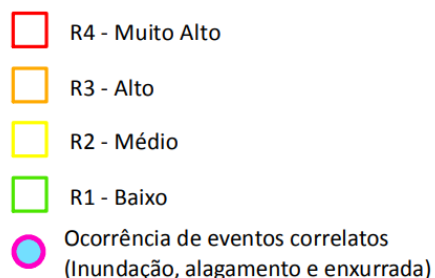 R4 - Muito Alto
R3 - Alto
R2 - Médio
R1 - Baixo
Ocorrência de eventos correlatos
(Inundação, alagamento e enxurrada)